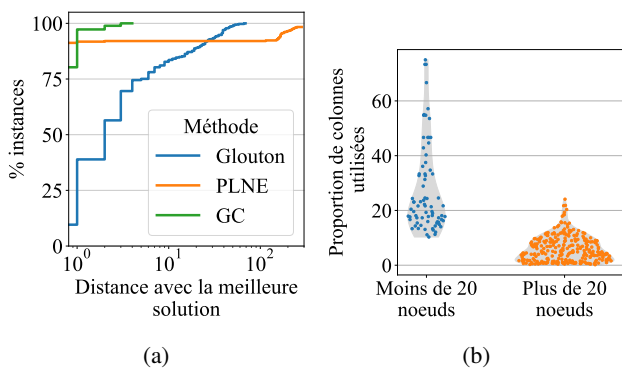 100
75
50
25
0
% instances
Méthode
Glouton
PLNE
GC
10⁰
10¹
10²
Distance avec la meilleure
solution
(a)
60
40
20
0
Proportion de colonnes
utilisées
Moins de 20
noeuds
Plus de 20
noeuds
(b)